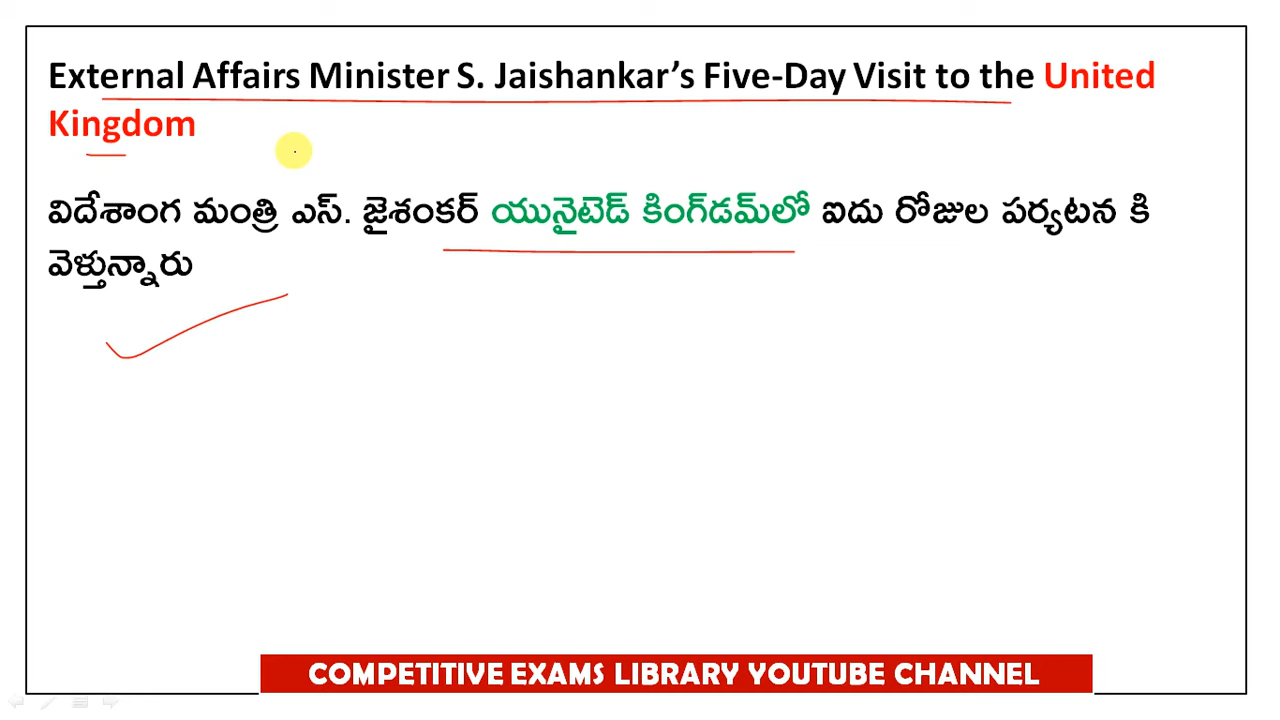 External Affairs Minister S. Jaishankar’s Five-Day Visit to the United
Kingdom
విదేశాంగ మంత్రి ఎస్. జైశంకర్ యునైటెడ్ కింగ్‌డమ్‌లో ఐదు రోజుల పర్యటన కి
వెళ్తున్నారు
COMPETITIVE EXAMS LIBRARY YOUTUBE CHANNEL